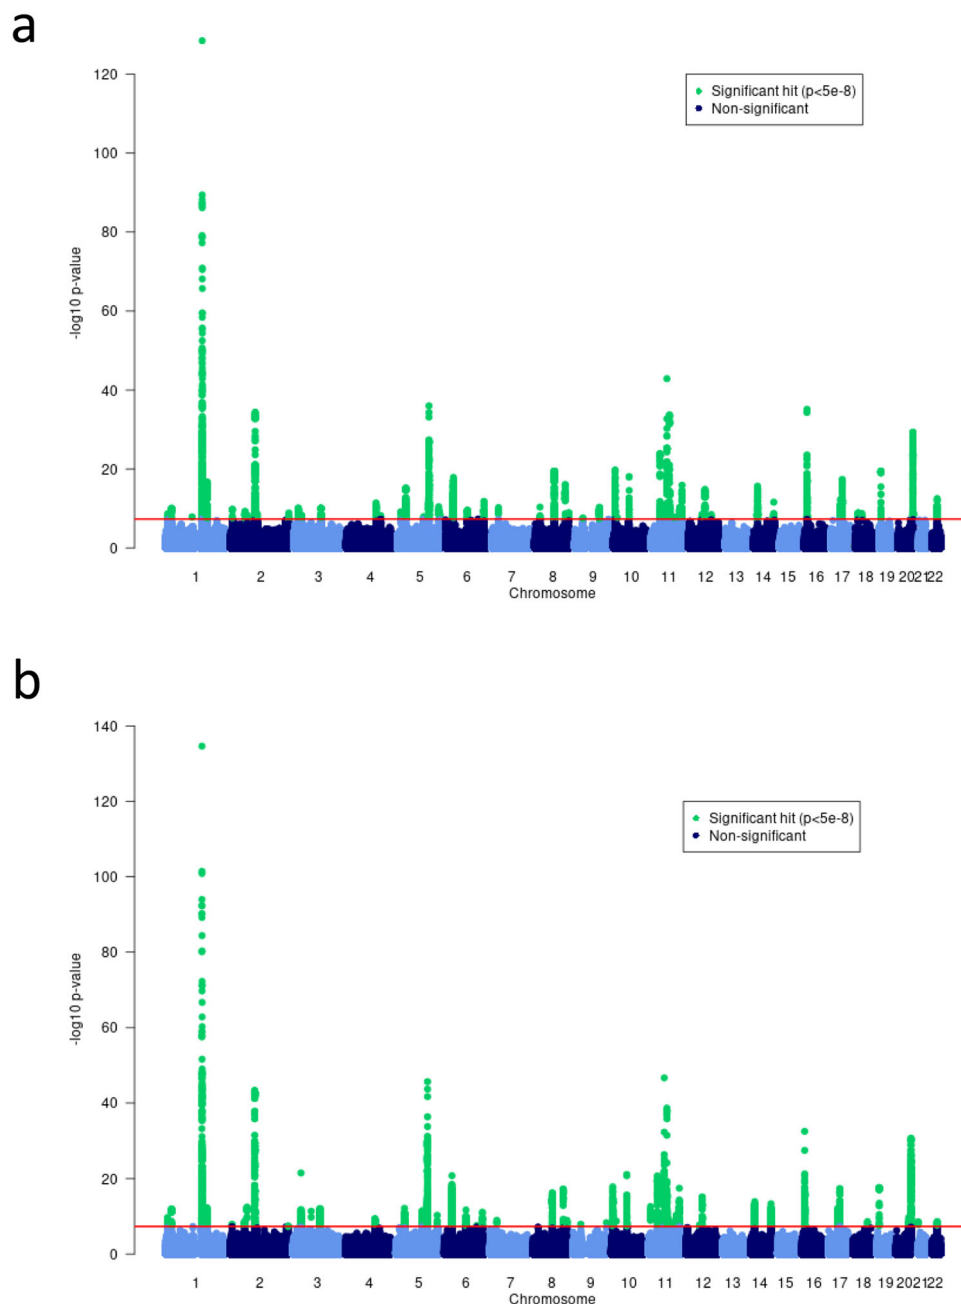 a
120
100
80
60
40
20
0
-log10 p-value
Significant hit (p<5e-8)
Non-significant
1 2 3 4 5 6 7 8 9 10 11 12 13 14 15 16 17 18 19 20 21 22
Chromosome
b
140
120
100
80
60
40
20
0
-log10 p-value
Significant hit (p<5e-8)
Non-significant
1 2 3 4 5 6 7 8 9 10 11 12 13 14 15 16 17 18 19 20 21 22
Chromosome